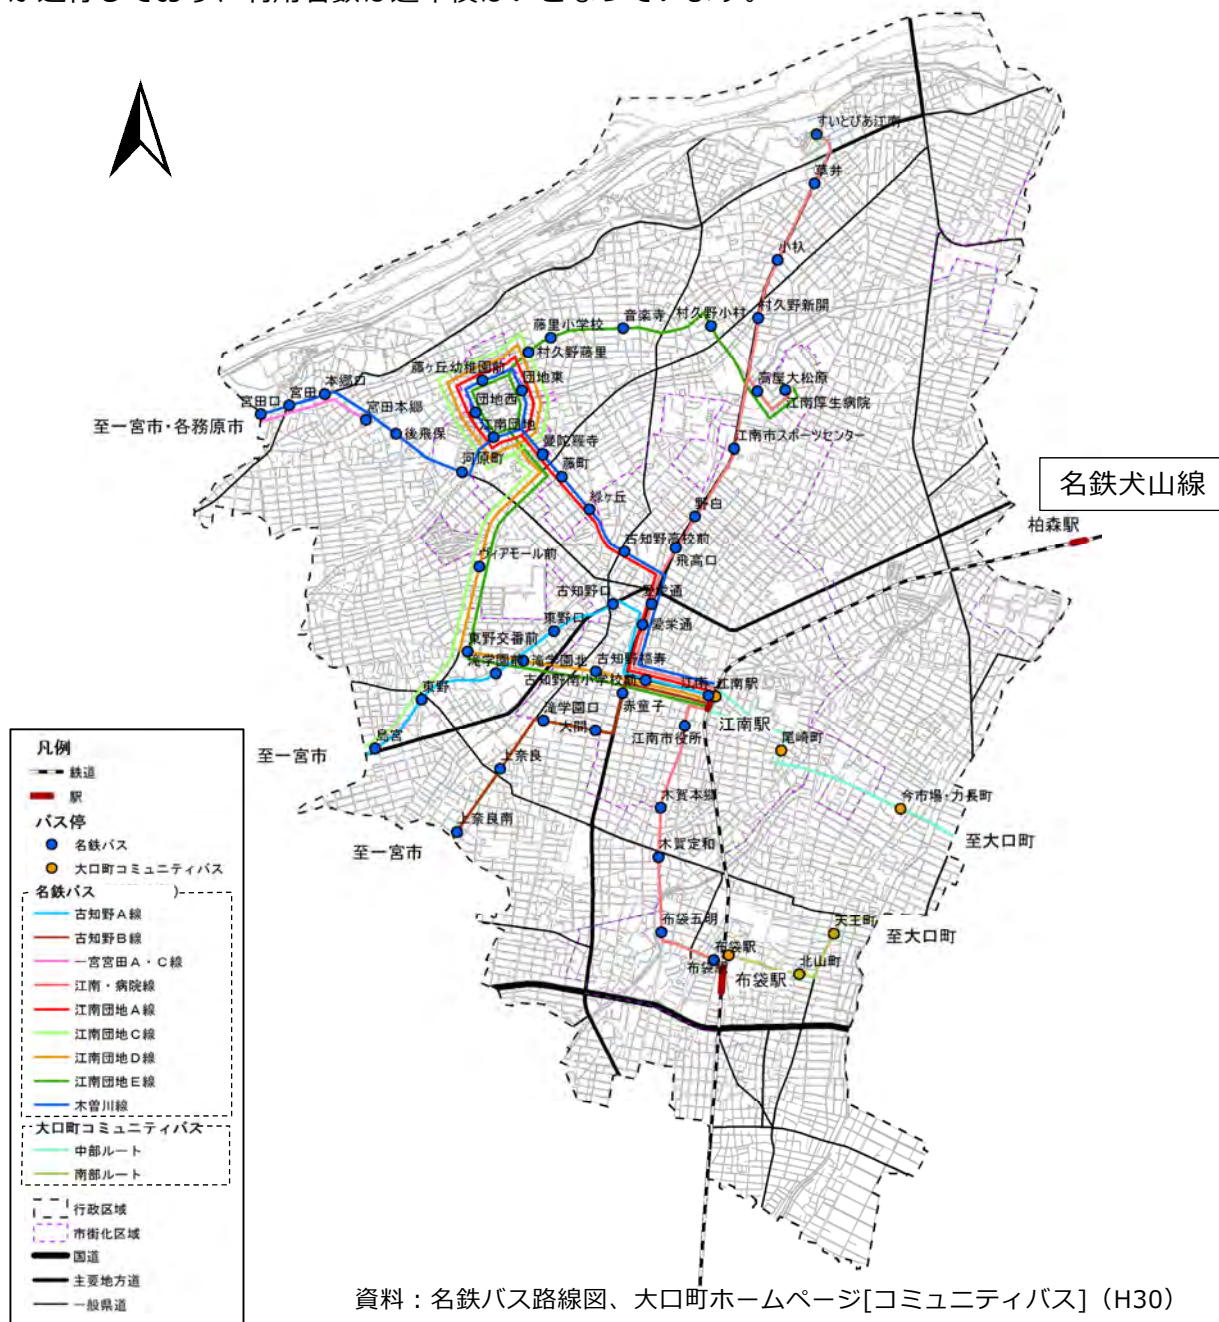 すいとぴあ江南
草井
小杁
村久野新開
村久野小村
音楽寺
藤里小学校
村久野藤里
藤ヶ丘幼稚園前
団地東
団地西
江南団地
高屋大松原
江南厚生病院
江南市スポーツセンター
本郷口
宮田
宮田口
宮田本郷
後飛保
河原町
至一宮市・各務原市
曼陀羅寺
藤町
緑ヶ丘
野白
古知野高校前
飛高口
名鉄犬山線
柏森駅
ヴィアモール前
古知野口
愛栄通
愛栄通
東野口
東野交番前
滝学園前
滝学園北
古知野福寿
古知野南小学校前
江南
江南駅
江南駅
東野
赤童子
滝学園口
大間
江南市役所
尾崎町
島宮
至一宮市
上奈良
木賀本郷
今市場・力長町
至大口町
上奈良南
至一宮市
木賀定和
布袋五明
天王町
至大口町
布袋駅
布袋駅
布袋駅
北山町
凡例
鉄道
駅
バス停
名鉄バス
大口町コミュニティバス
名鉄バス
古知野A線
古知野B線
一宮宮田A・C線
江南・病院線
江南団地A線
江南団地C線
江南団地D線
江南団地E線
木曽川線
大口町コミュニティバス
中部ルート
南部ルート
行政区域
市街化区域
国道
主要地方道
一般県道
資料：名鉄バス路線図、大口町ホームページ[コミュニティバス]（H30）